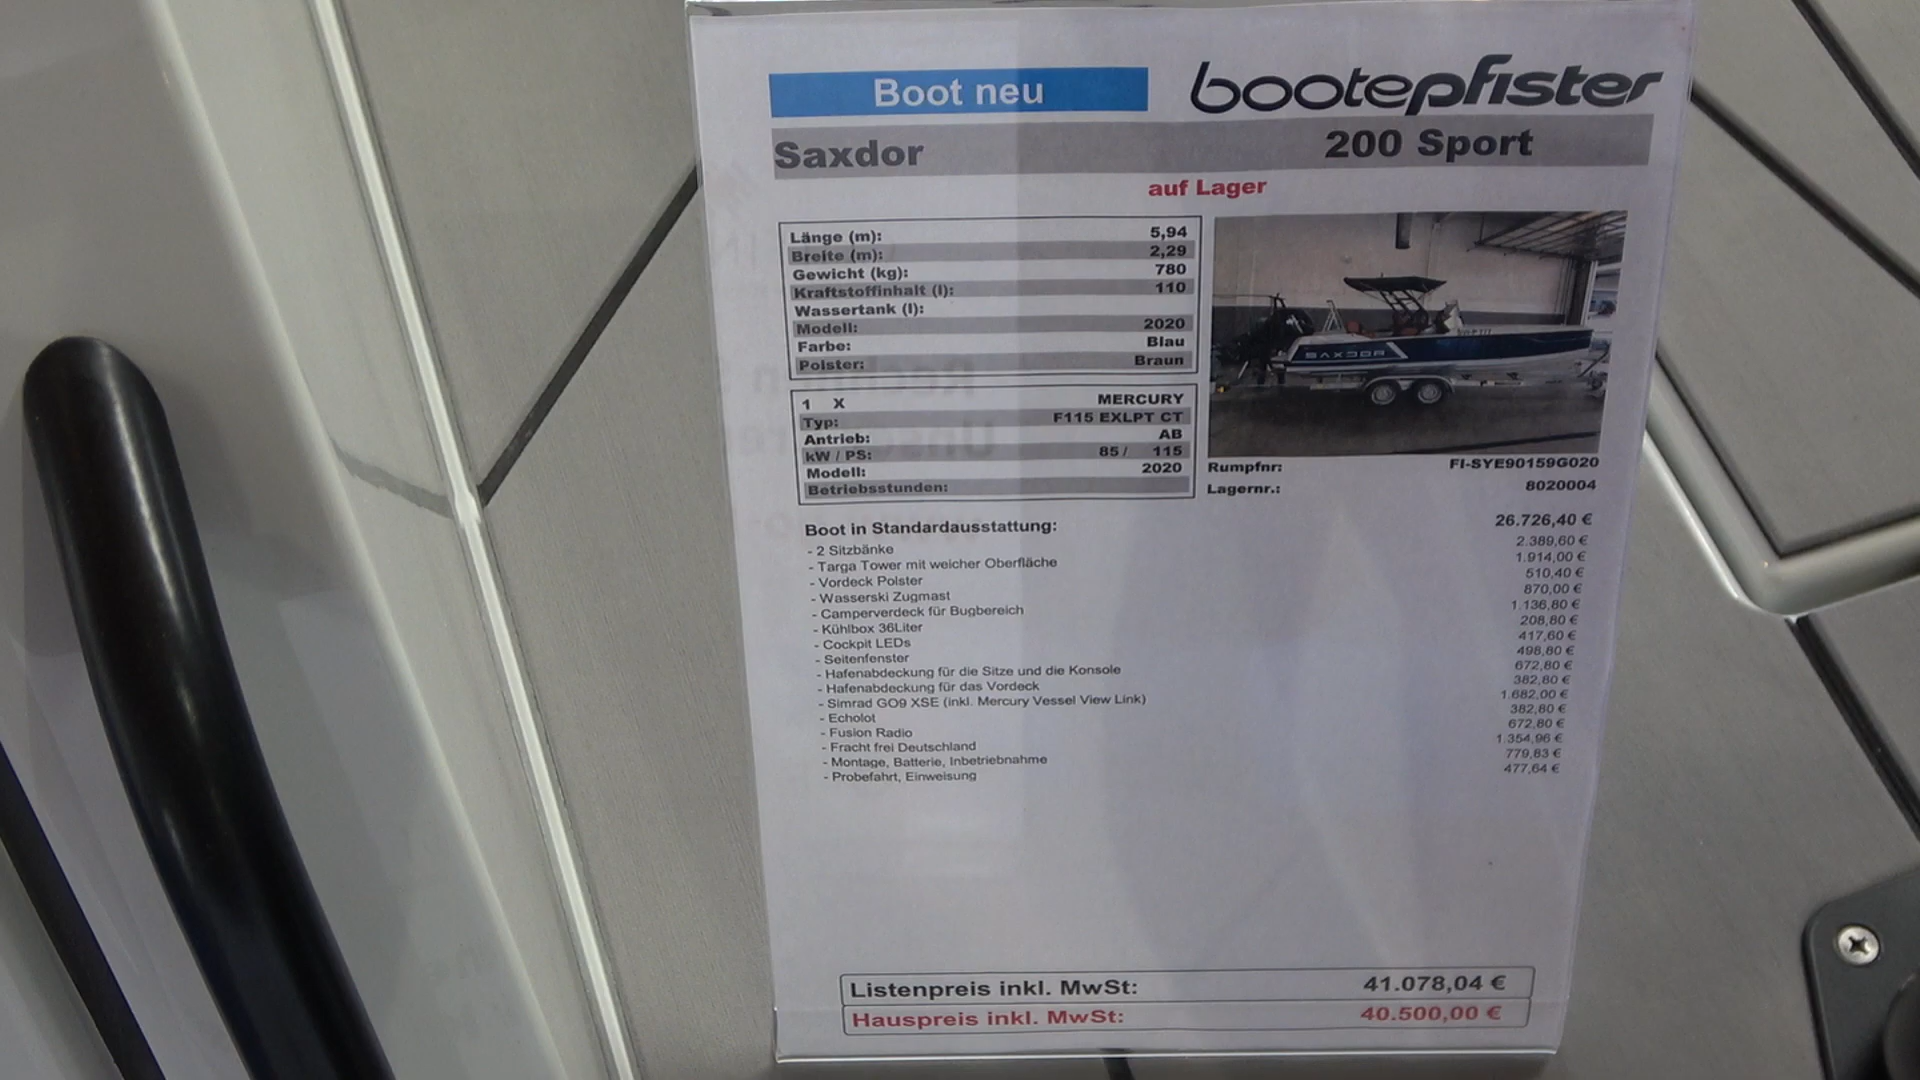 Boot neu
bootepfister
Saxdor 200 Sport
auf Lager
Länge (m): 5,94
Breite (m): 2,29
Gewicht (kg): 780
Kraftstoffinhalt (l): 110
Wassertank (l):
Modell: 2020
Farbe: Blau
Polster: Braun
1 X MERCURY
Typ: F115 EXLPT CT
Antrieb: AB
kW / PS: 85 / 115
Modell: 2020
Betriebsstunden:
SAXDOR
Rumpfnr: FI-SYE90159G020
Lagernr.: 8020004
Boot in Standardausstattung: 26.726,40 €
- 2 Sitzbänke 2.389,60 €
- Targa Tower mit weicher Oberfläche 1.914,00 €
- Vordeck Polster 510,40 €
- Wasserski Zugmast 870,00 €
- Camperverdeck für Bugbereich 1.136,80 €
- Kühlbox 36Liter 208,80 €
- Cockpit LEDs 417,60 €
- Seitenfenster 498,80 €
- Hafenabdeckung für die Sitze und die Konsole 672,80 €
- Hafenabdeckung für das Vordeck 382,80 €
- Simrad GO9 XSE (inkl. Mercury Vessel View Link) 1.682,00 €
- Echolot 382,80 €
- Fusion Radio 672,80 €
- Fracht frei Deutschland 1.354,96 €
- Montage, Batterie, Inbetriebnahme 779,83 €
- Probefahrt, Einweisung 477,64 €
Listenpreis inkl. MwSt: 41.078,04 €
Hauspreis inkl. MwSt: 40.500,00 €